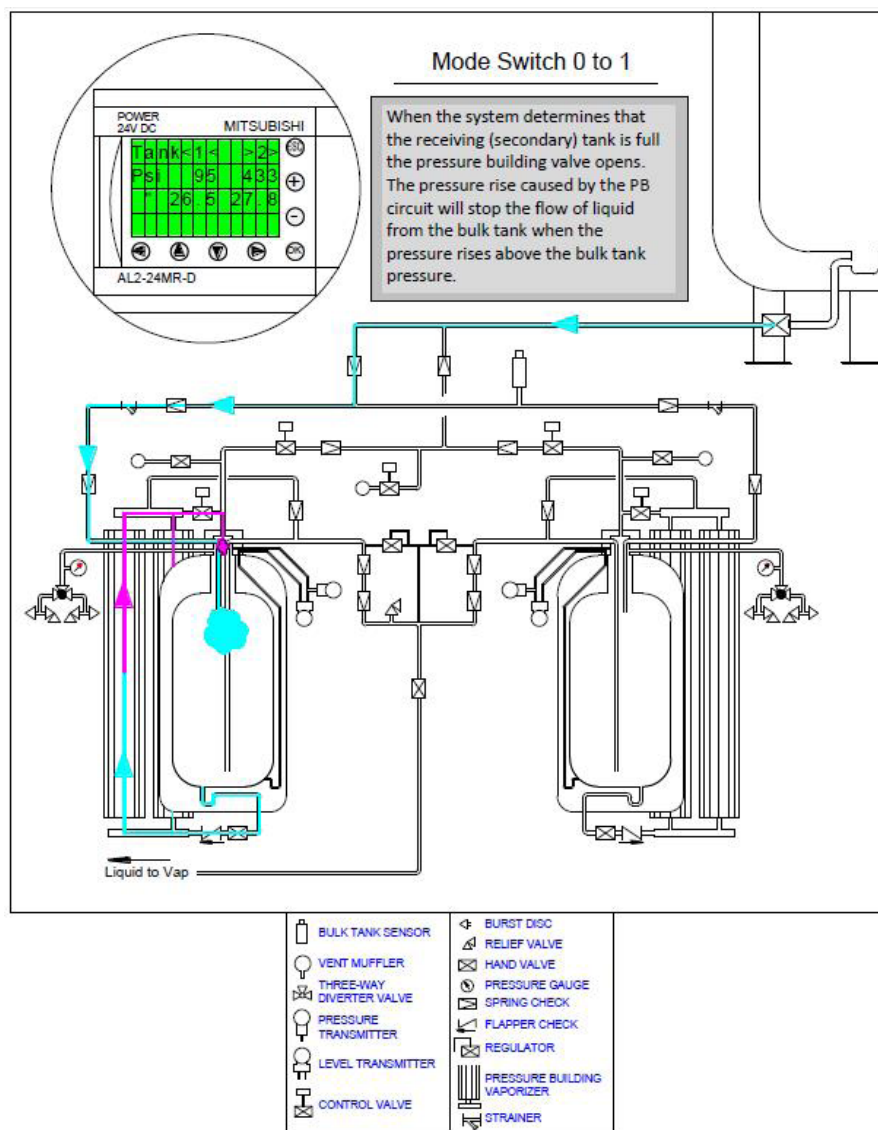 Mode Switch 0 to 1
POWER
24V DC
MITSUBISHI
ESC
Tank<1< >2>
Psi 95 433
" 26.5 27.8
+
-
OK
AL2-24MR-D
When the system determines that
the receiving (secondary) tank is full
the pressure building valve opens.
The pressure rise caused by the PB
circuit will stop the flow of liquid
from the bulk tank when the
pressure rises above the bulk tank
pressure.
Liquid to Vap
BULK TANK SENSOR
VENT MUFFLER
THREE-WAY
DIVERTER VALVE
PRESSURE
TRANSMITTER
LEVEL TRANSMITTER
CONTROL VALVE
BURST DISC
RELIEF VALVE
HAND VALVE
PRESSURE GAUGE
SPRING CHECK
FLAPPER CHECK
REGULATOR
PRESSURE BUILDING
VAPORIZER
STRAINER